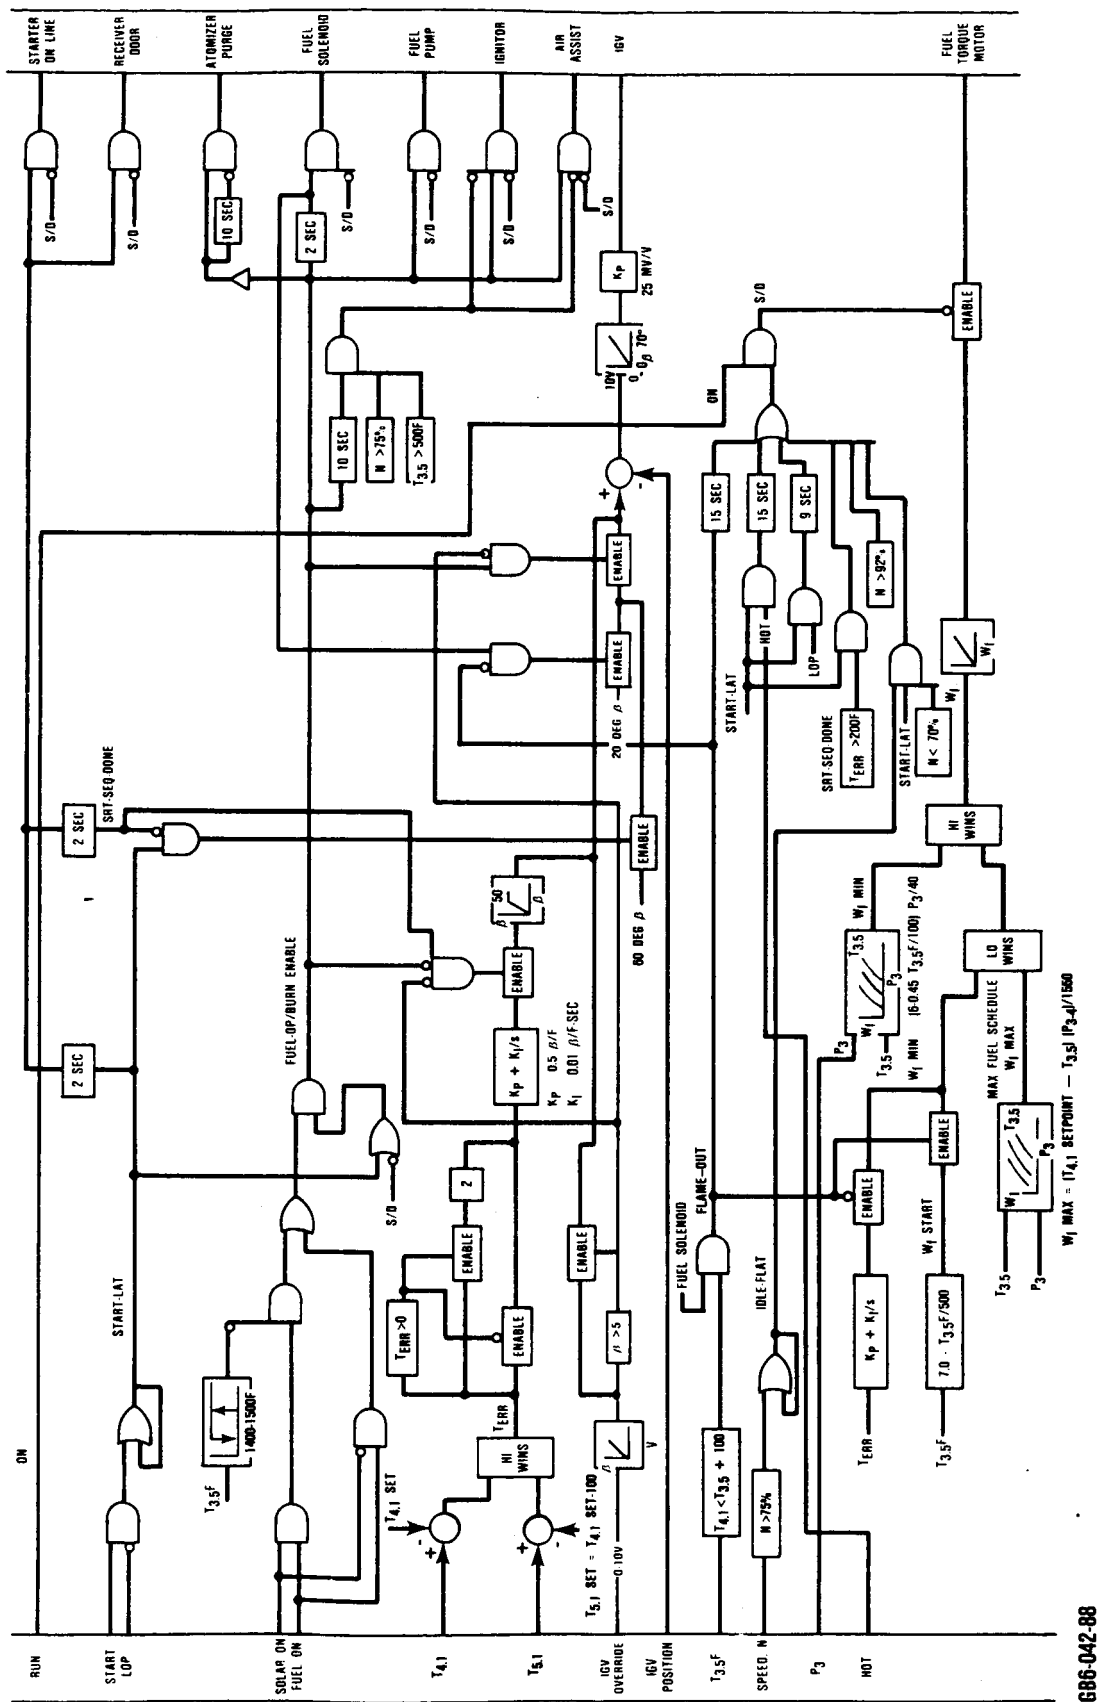 STARTER
ON LINE
RECEIVER
DOOR
ATOMIZER
PURGE
FUEL
SOLENOID
FUEL
PUMP
IGNITOR
AIR
ASSIST
IGV
FUEL
TORQUE
MOTOR
S/D
S/D
10 SEC
2 SEC
S/D
S/D
S/D
S/D
KP
25 MV/V
10V
0
0 β 70°
10 SEC
N >75%
T3.5 >500F
S/D
ENABLE
ON
+
-
15 SEC
15 SEC
9 SEC
ENABLE
ENABLE
20 DEG β
START-LAT
HOT
LOP
N >92%
SRT-SEQ-DONE
TERR >200F
START-LAT
N < 70%
Wf
Wf
2 SEC
SRT-SEQ-DONE
ENABLE
60 DEG β
HI
WINS
2 SEC
FUEL-OP/BURN ENABLE
β
50
β
ENABLE
KP + KI/s
KP 0.5 β/F
KI 0.01 β/F-SEC
Wf MIN
T3.5
Wf
P3
P3
T3.5
Wf MIN (6-0.45 T3.5F/100) P3/40
LO
WINS
MAX FUEL SCHEDULE
Wf MAX
T3.5
Wf
P3
T3.5
P3
Wf MAX = (T4.1 SETPOINT — T3.5) (P3-4)/1560
START-LAT
S/D
T3.5F
1400-1500F
TERR >0
ENABLE
2
ENABLE
TERR
HI
WINS
T4.1 SET
-
+
+
-
T5.1 SET = T4.1 SET-100
ENABLE
β >5
β
V
0-10V
FUEL SOLENOID
FLAME-OUT
T4.1 < T3.5 + 100
IDLE-FLAT
N >75%
ENABLE
ENABLE
Wf START
KP + KI/s
TERR
7.0 - T3.5F/500
T3.5F
ON
RUN
START
LOP
SOLAR ON
FUEL ON
T4.1
T5.1
IGV
OVERRIDE
IGV
POSITION
T3.5F
SPEED, N
P3
HOT
GB6-042-88